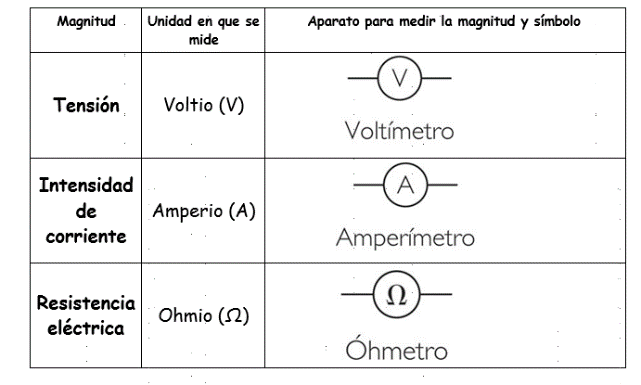 Magnitud
Unidad en que se
mide
Aparato para medir la magnitud y símbolo
Tensión
Voltio (V)
V
Voltímetro
Intensidad
de
corriente
Amperio (A)
A
Amperímetro
Resistencia
eléctrica
Ohmio (Ω)
Ω
Óhmetro